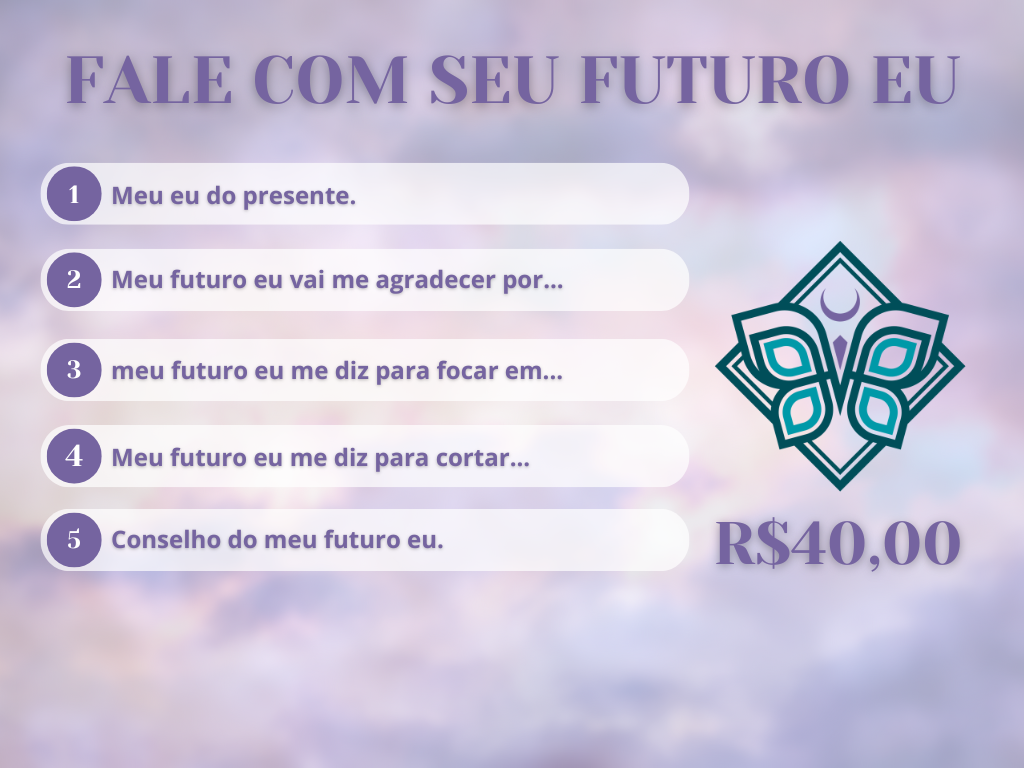 FALE COM SEU FUTURO EU
1 Meu eu do presente.
2 Meu futuro eu vai me agradecer por...
3 meu futuro eu me diz para focar em...
4 Meu futuro eu me diz para cortar...
5 Conselho do meu futuro eu.
R$40,00